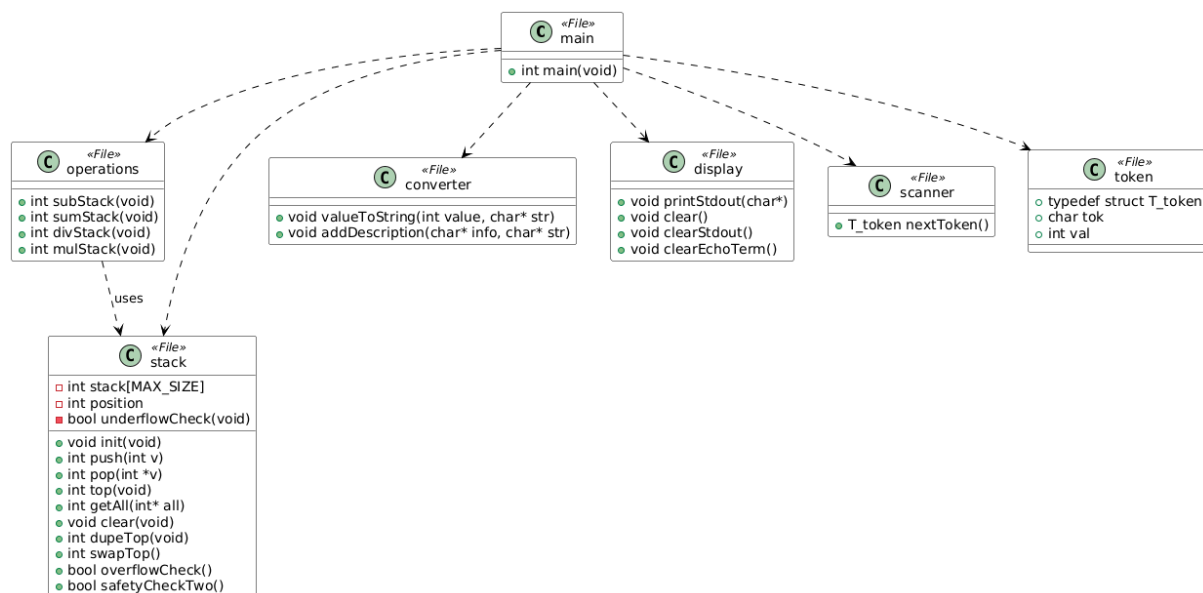 C «File»
main
int main(void)
C «File»
operations
int subStack(void)
int sumStack(void)
int divStack(void)
int mulStack(void)
C «File»
converter
void valueToString(int value, char* str)
void addDescription(char* info, char* str)
C «File»
display
void printStdout(char*)
void clear()
void clearStdout()
void clearEchoTerm()
C «File»
scanner
T_token nextToken()
C «File»
token
typedef struct T_token
char tok
int val
uses
C «File»
stack
int stack[MAX_SIZE]
int position
bool underflowCheck(void)
void init(void)
int push(int v)
int pop(int *v)
int top(void)
int getAll(int* all)
void clear(void)
int dupeTop(void)
int swapTop()
bool overflowCheck()
bool safetyCheckTwo()